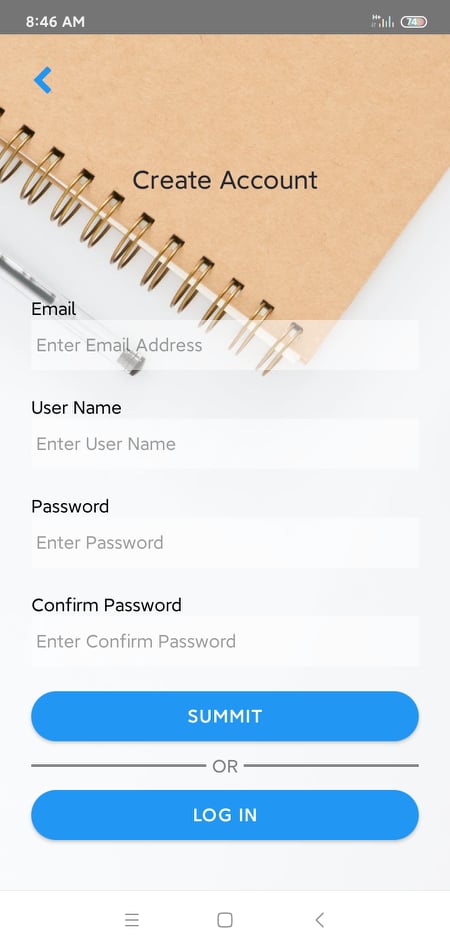 8:46 AM
H+
74
Create Account
Email
Enter Email Address
User Name
Enter User Name
Password
Enter Password
Confirm Password
Enter Confirm Password
SUMMIT
OR
LOG IN